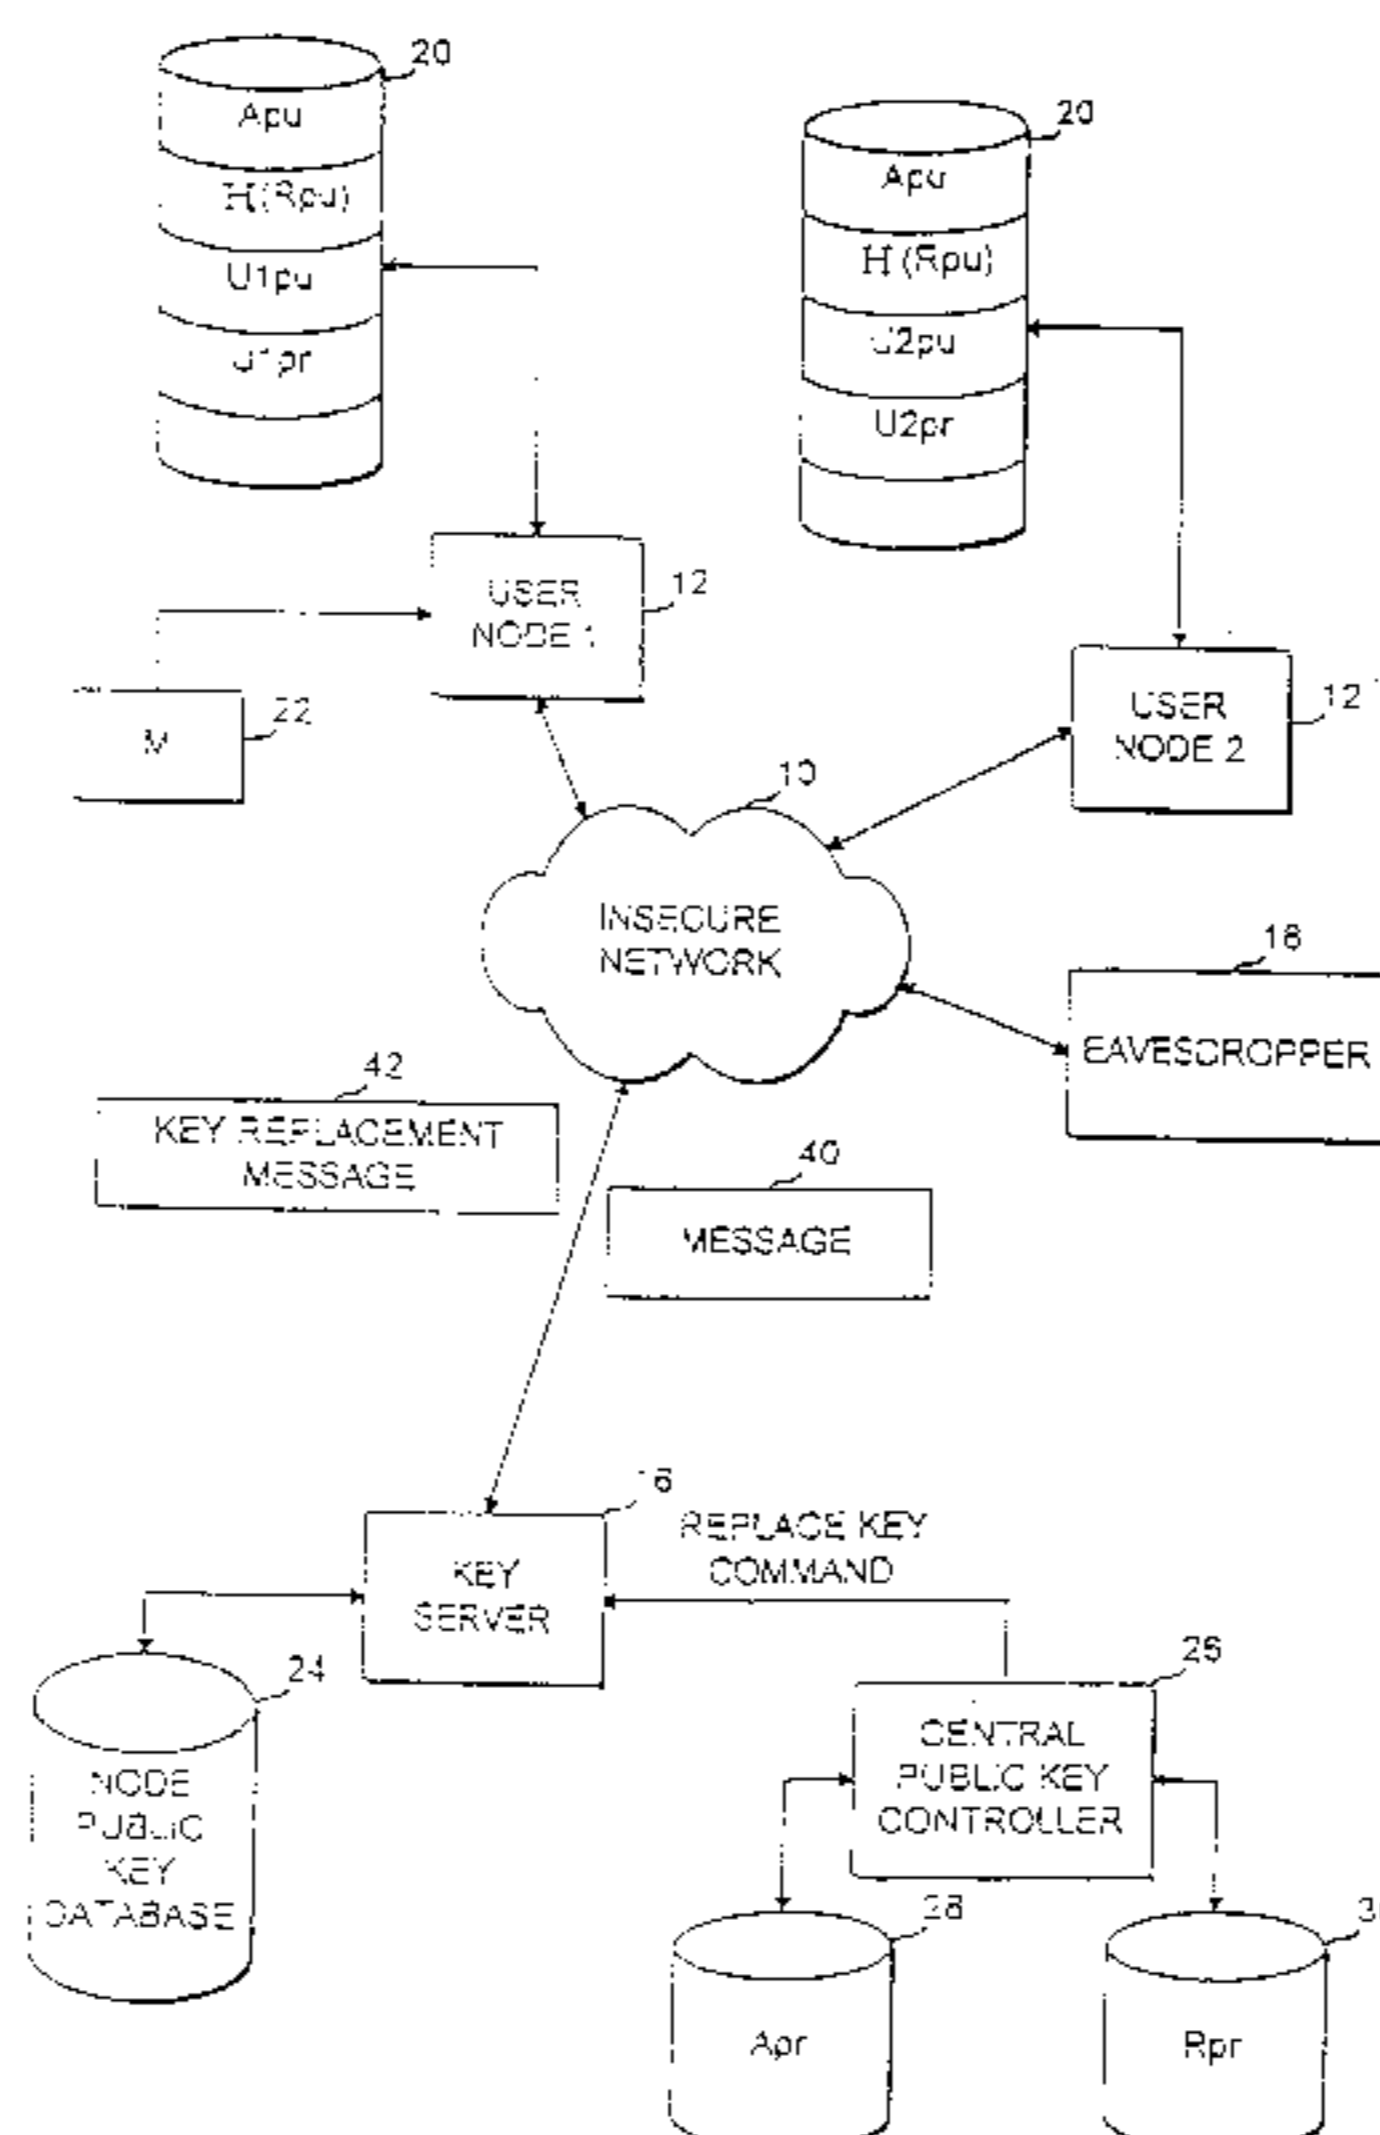 20
Apu
H(Rpu)
U1pu
U1pr
20
Apu
H (Rpu)
U2pu
U2pr
USER
NODE 1
12
M
22
USER
NODE 2
12
10
INSECURE
NETWORK
18
EAVESDROPPER
42
KEY REPLACEMENT
MESSAGE
40
MESSAGE
16
KEY
SERVER
REPLACE KEY
COMMAND
24
NODE
PUBLIC
KEY
DATABASE
26
CENTRAL
PUBLIC KEY
CONTROLLER
28
Apr
Rpr